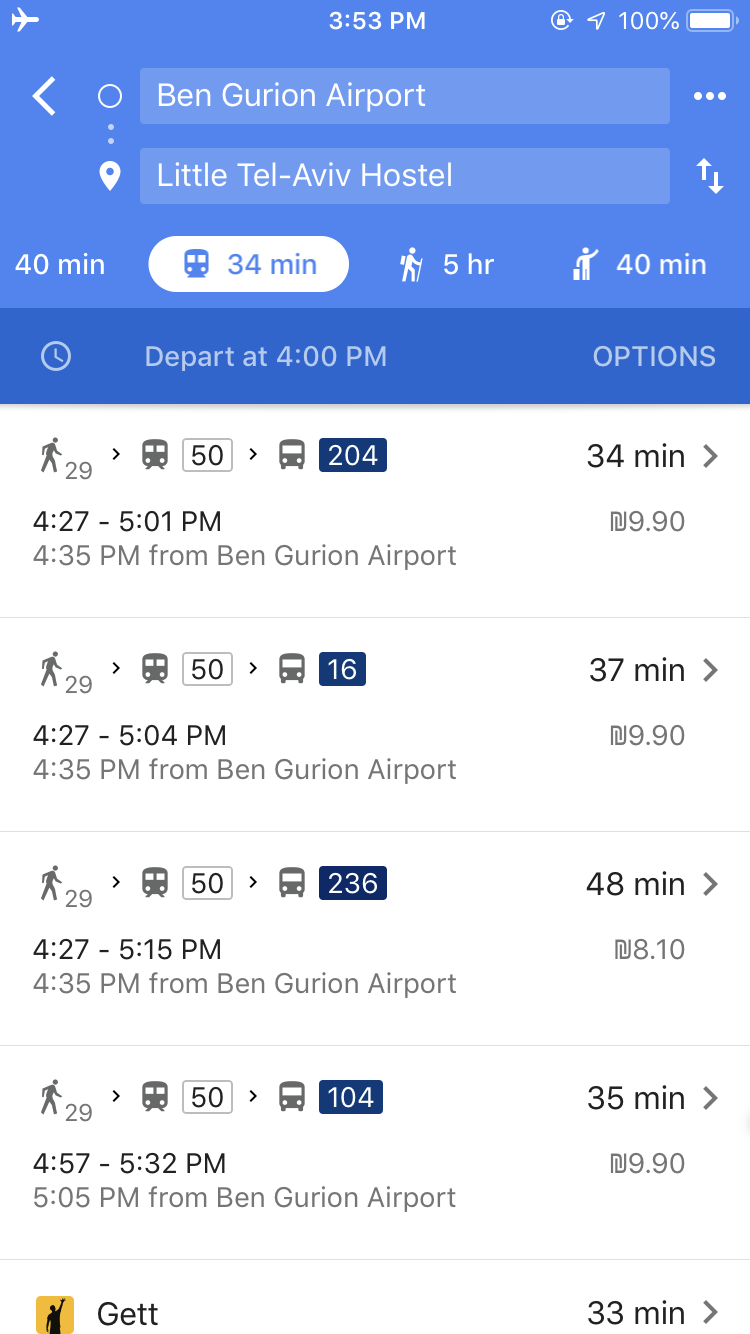 3:53 PM 100%
Ben Gurion Airport
Little Tel-Aviv Hostel
40 min 34 min 5 hr 40 min
Depart at 4:00 PM OPTIONS
29 50 204 34 min
4:27 - 5:01 PM ₪9.90
4:35 PM from Ben Gurion Airport
29 50 16 37 min
4:27 - 5:04 PM ₪9.90
4:35 PM from Ben Gurion Airport
29 50 236 48 min
4:27 - 5:15 PM ₪8.10
4:35 PM from Ben Gurion Airport
29 50 104 35 min
4:57 - 5:32 PM ₪9.90
5:05 PM from Ben Gurion Airport
Gett 33 min